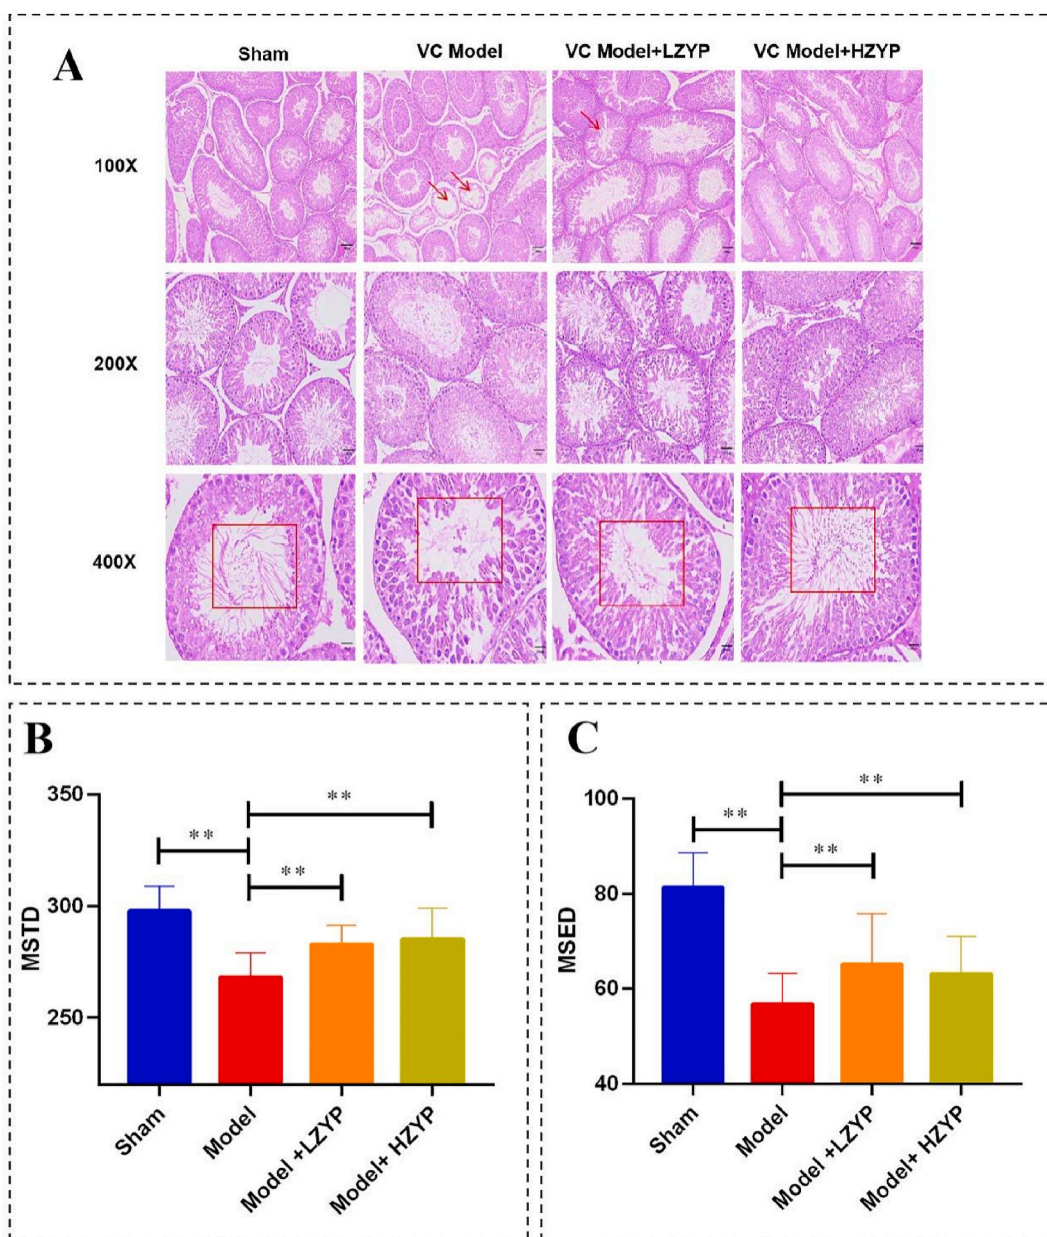 A
Sham VC Model VC Model+LZYP VC Model+HZYP
100X
200X
400X
B
MSTD
350
300
250
**
**
**
Sham
Model
Model +LZYP
Model+ HZYP
C
MSED
100
80
60
40
**
**
**
Sham
Model
Model +LZYP
Model+ HZYP